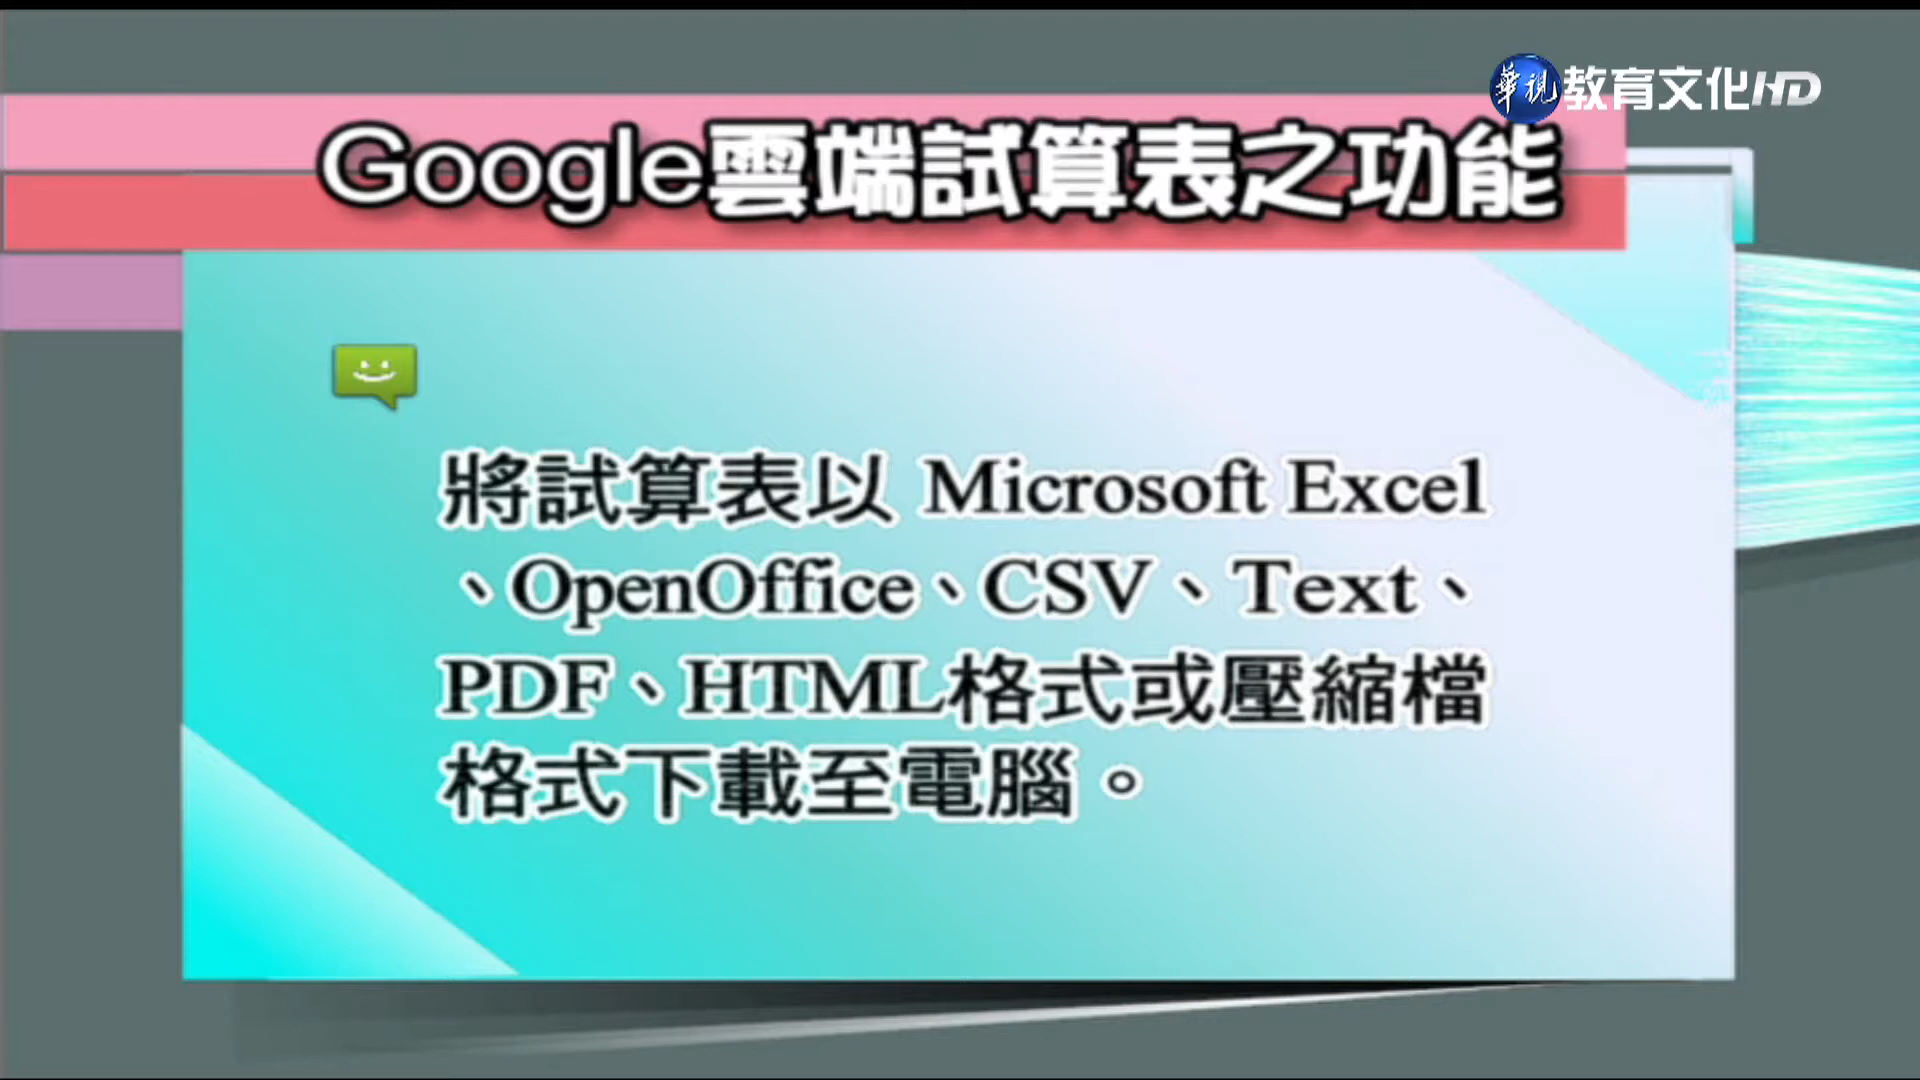 華視 教育文化HD
Google雲端試算表之功能
將試算表以 Microsoft Excel
、OpenOffice、CSV、Text、
PDF、HTML格式或壓縮檔
格式下載至電腦。